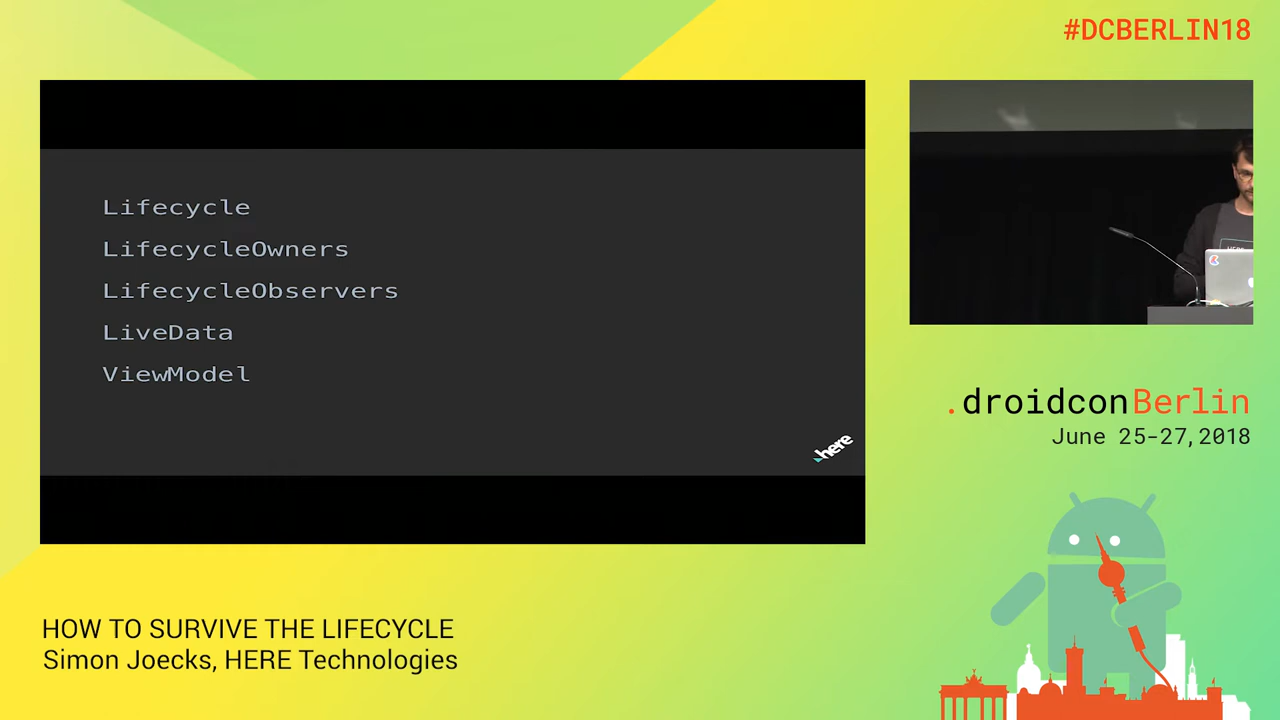 #DCBERLIN18
Lifecycle
LifecycleOwners
LifecycleObservers
LiveData
ViewModel
here
.droidconBerlin
June 25-27,2018
HOW TO SURVIVE THE LIFECYCLE
Simon Joecks, HERE Technologies